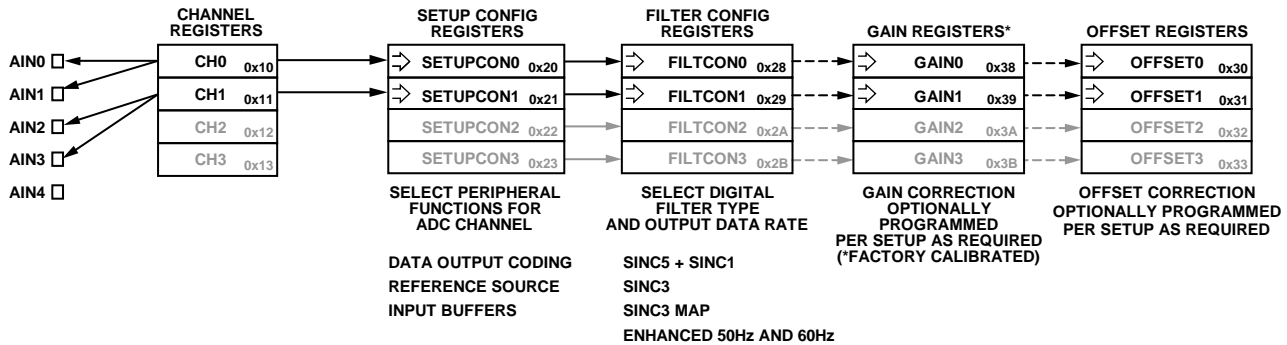 CHANNEL
REGISTERS
SETUP CONFIG
REGISTERS
FILTER CONFIG
REGISTERS
GAIN REGISTERS*
OFFSET REGISTERS
AIN0
AIN1
AIN2
AIN3
AIN4
CH0 0x10
CH1 0x11
CH2 0x12
CH3 0x13
SETUPCON0 0x20
SETUPCON1 0x21
SETUPCON2 0x22
SETUPCON3 0x23
FILTCON0 0x28
FILTCON1 0x29
FILTCON2 0x2A
FILTCON3 0x2B
GAIN0 0x38
GAIN1 0x39
GAIN2 0x3A
GAIN3 0x3B
OFFSET0 0x30
OFFSET1 0x31
OFFSET2 0x32
OFFSET3 0x33
SELECT PERIPHERAL
FUNCTIONS FOR
ADC CHANNEL
SELECT DIGITAL
FILTER TYPE
AND OUTPUT DATA RATE
GAIN CORRECTION
OPTIONALLY
PROGRAMMED
PER SETUP AS REQUIRED
(*FACTORY CALIBRATED)
OFFSET CORRECTION
OPTIONALLY PROGRAMMED
PER SETUP AS REQUIRED
DATA OUTPUT CODING
REFERENCE SOURCE
INPUT BUFFERS
SINC5 + SINC1
SINC3
SINC3 MAP
ENHANCED 50Hz AND 60Hz